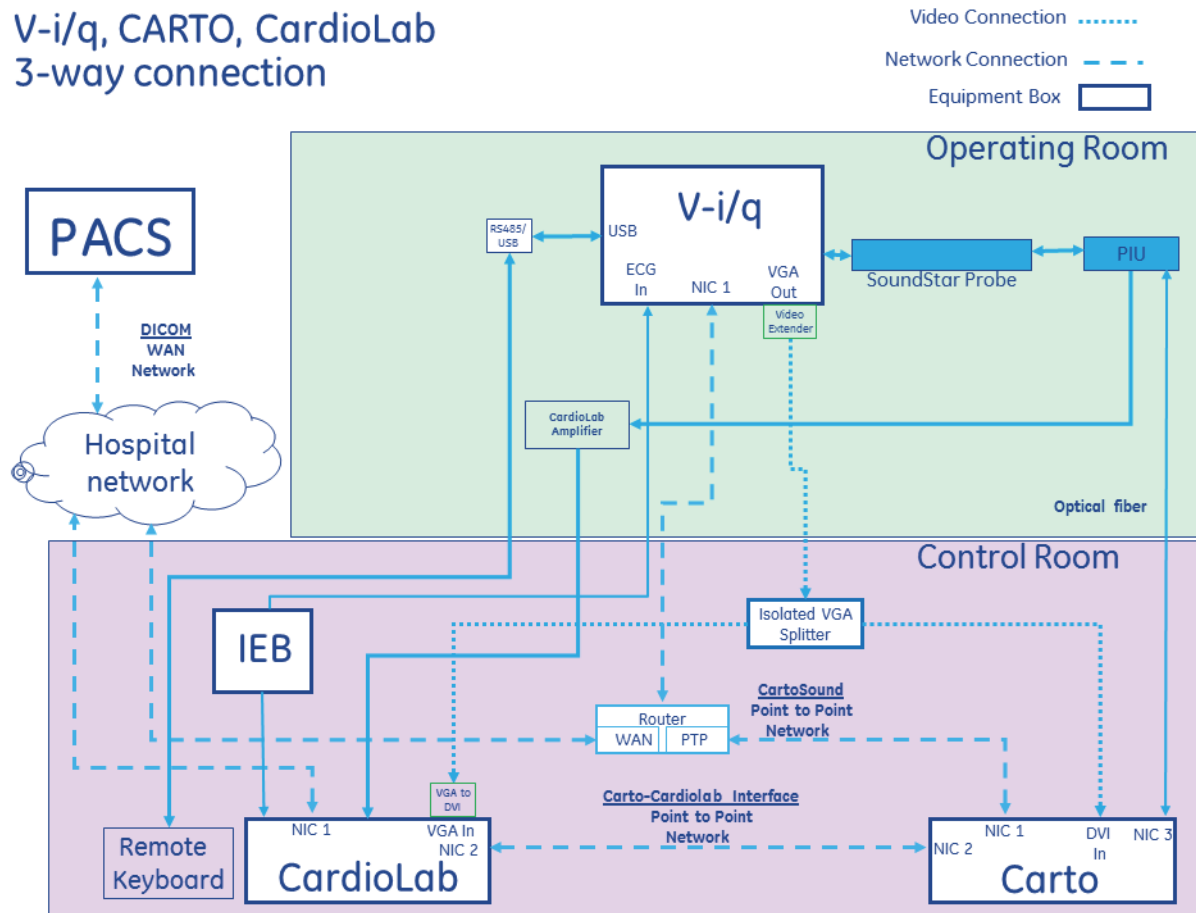 V-i/q, CARTO, CardioLab
3-way connection
Video Connection
Network Connection
Equipment Box
Operating Room
PACS
V-i/q
RS485/
USB
USB
ECG
In
NIC 1
VGA
Out
Video
Extender
SoundStar Probe
PIU
DICOM
WAN
Network
CardioLab
Amplifier
Hospital
network
Optical fiber
Control Room
Isolated VGA
Splitter
IEB
CartoSound
Point to Point
Network
Router
WAN
PTP
VGA to
DVI
Carto-Cardiolab Interface
Point to Point
Network
Remote
Keyboard
NIC 1
VGA In
NIC 2
CardioLab
NIC 2
NIC 1
DVI
In
NIC 3
Carto